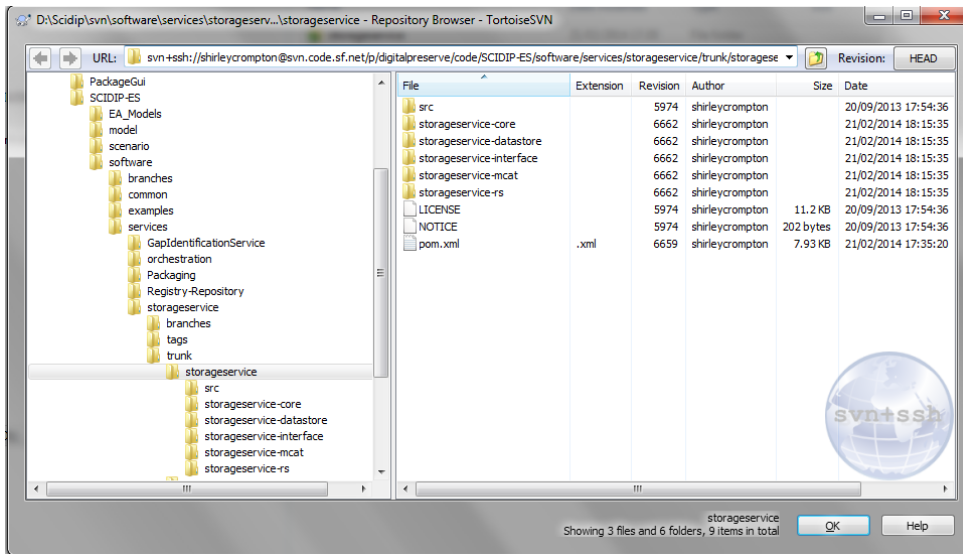 D:\Scidip\svn\software\services\storageserv...\storageservice - Repository Browser - TortoiseSVN
URL: svn+ssh://shirleycrompton@svn.code.sf.net/p/digitalpreserve/code/SCIDIP-ES/software/services/storageservice/trunk/storagese Revision: HEAD
PackageGui
SCIDIP-ES
EA_Models
model
scenario
software
branches
common
examples
services
GapIdentificationService
orchestration
Packaging
Registry-Repository
storageservice
branches
tags
trunk
storageservice
src
storageservice-core
storageservice-datastore
storageservice-interface
storageservice-mcat
storageservice-rs
File Extension Revision Author Size Date
src 5974 shirleycrompton 20/09/2013 17:54:36
storageservice-core 6662 shirleycrompton 21/02/2014 18:15:35
storageservice-datastore 6662 shirleycrompton 21/02/2014 18:15:35
storageservice-interface 6662 shirleycrompton 21/02/2014 18:15:35
storageservice-mcat 6662 shirleycrompton 21/02/2014 18:15:35
storageservice-rs 6662 shirleycrompton 21/02/2014 18:15:35
LICENSE 5974 shirleycrompton 11.2 KB 20/09/2013 17:54:36
NOTICE 5974 shirleycrompton 202 bytes 20/09/2013 17:54:36
pom.xml .xml 6659 shirleycrompton 7.93 KB 21/02/2014 17:35:20
svn+ssh
storageservice
Showing 3 files and 6 folders, 9 items in total
OK Help